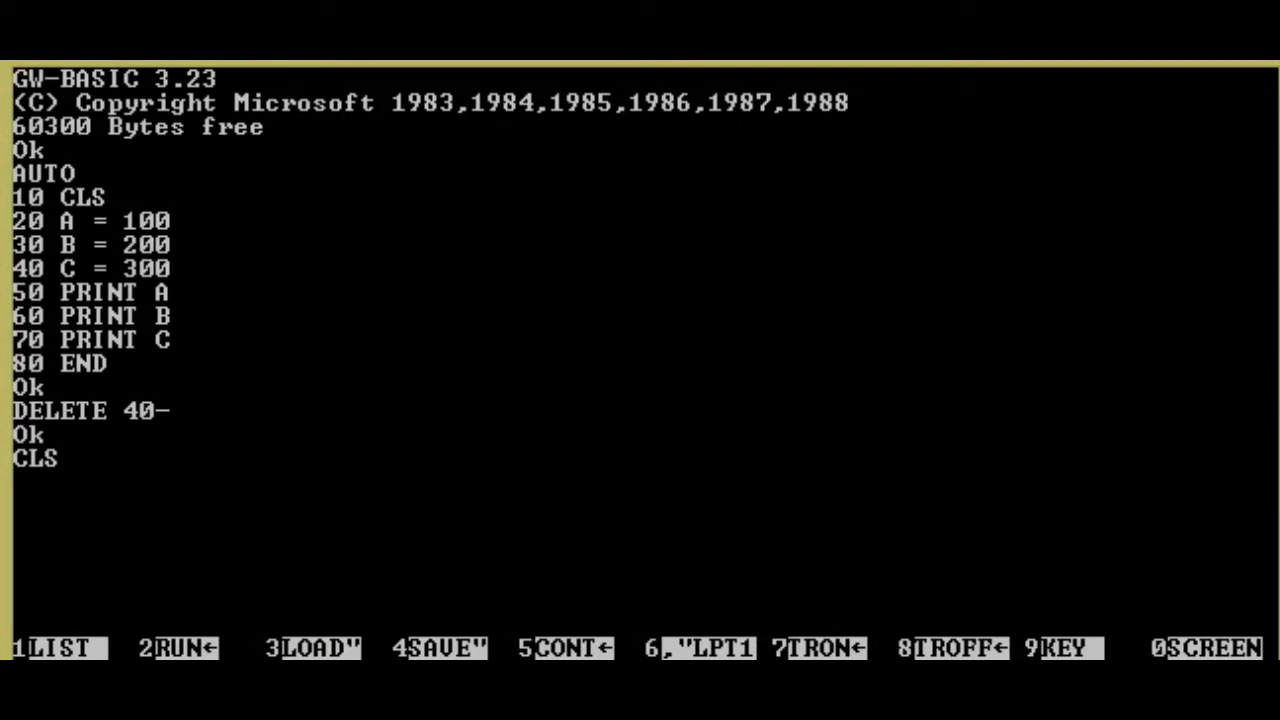 GW-BASIC 3.23
(C) Copyright Microsoft 1983,1984,1985,1986,1987,1988
60300 Bytes free
Ok
AUTO
10 CLS
20 A = 100
30 B = 200
40 C = 300
50 PRINT A
60 PRINT B
70 PRINT C
80 END
Ok
DELETE 40-
Ok
CLS
1LIST 2RUN← 3LOAD" 4SAVE" 5CONT← 6,"LPT1 7TRON← 8TROFF← 9KEY 0SCREEN